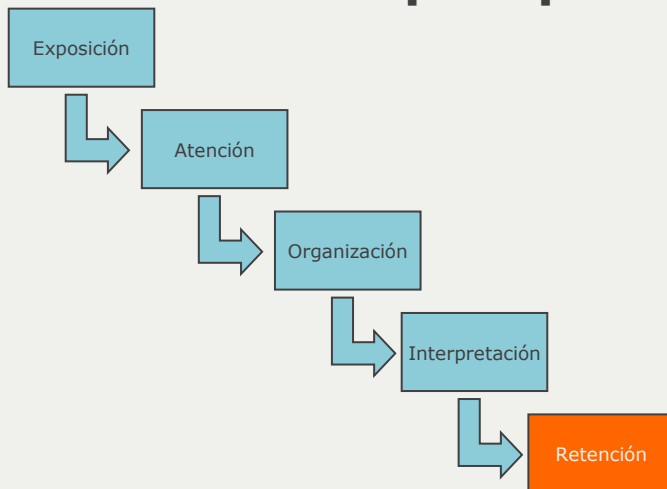 Exposición
Atención
Organización
Interpretación
Retención